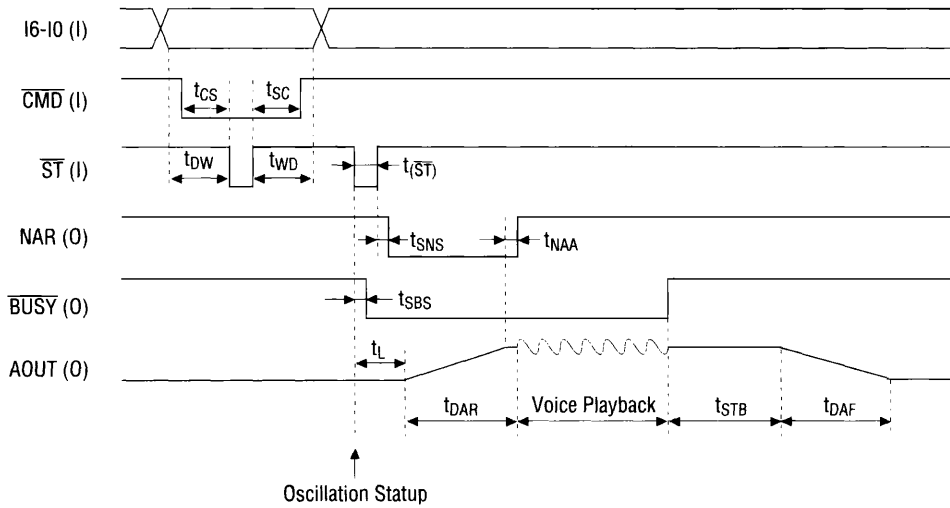 I6-I0 (I)
CMD (I)
tCS
tSC
ST (I)
tDW
tWD
t(ST)
NAR (O)
tSNS
tNAA
BUSY (O)
tSBS
AOUT (O)
tL
tDAR
Voice Playback
tSTB
tDAF
Oscillation Statup